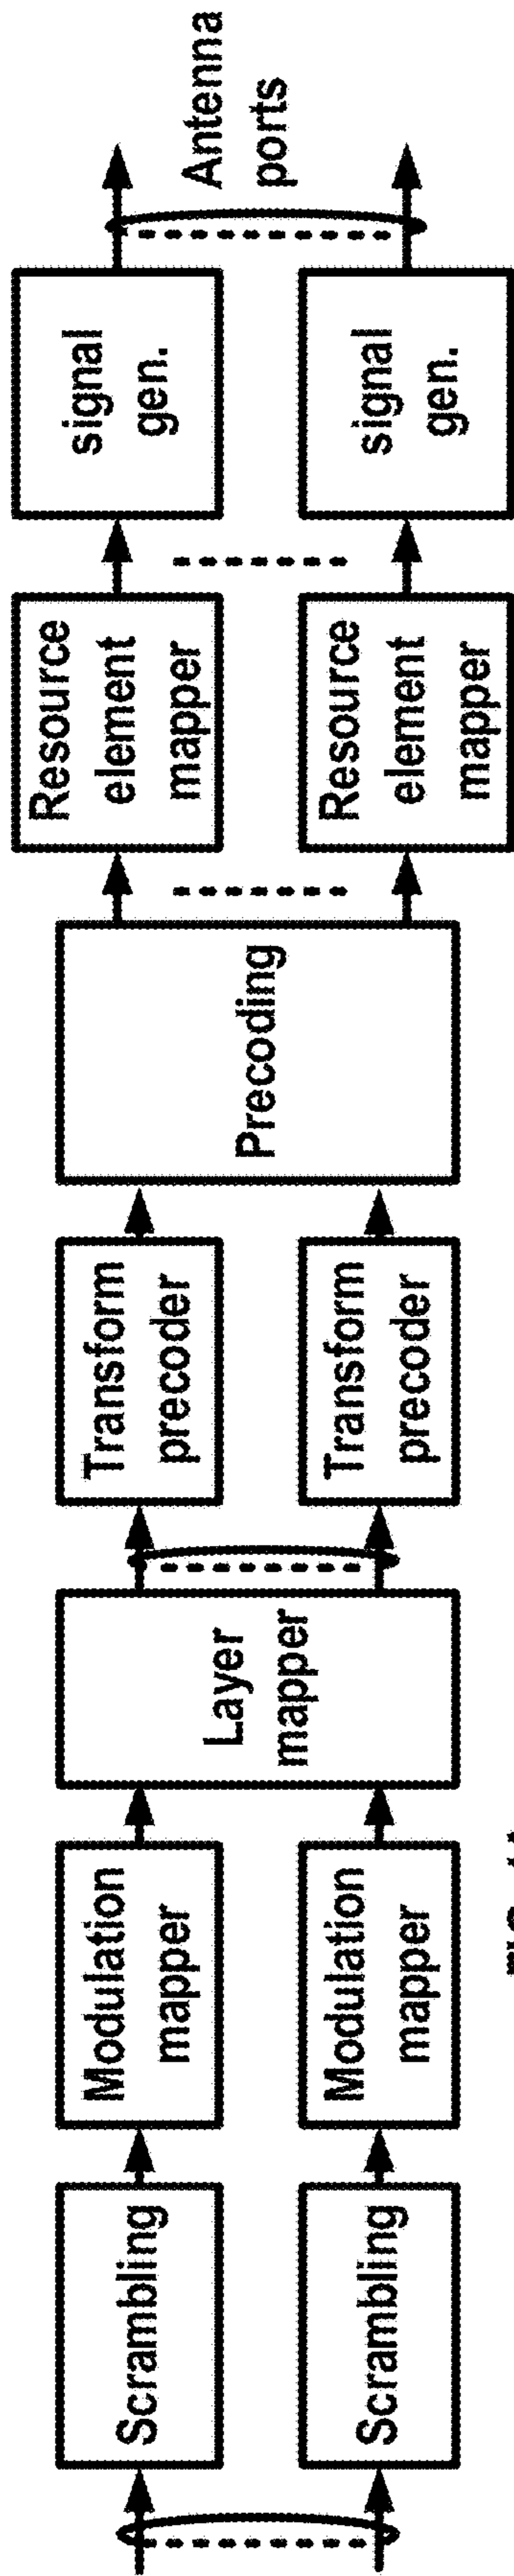 Scrambling
Scrambling
Modulation
mapper
Modulation
mapper
Layer
mapper
Transform
precoder
Transform
precoder
Precoding
Resource
element
mapper
Resource
element
mapper
signal
gen.
signal
gen.
Antenna
ports